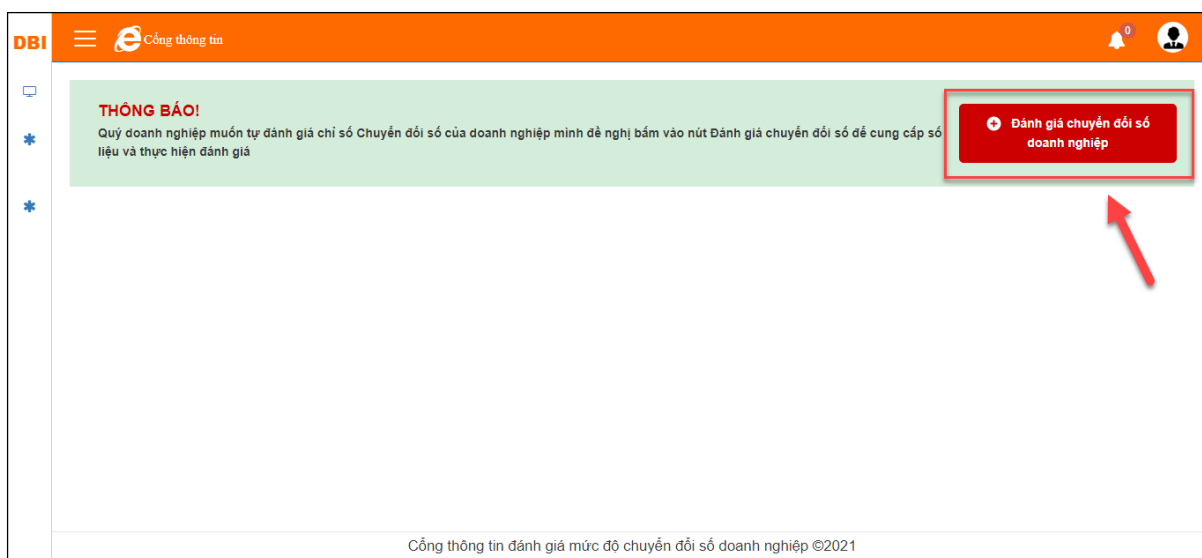 DBI
Cổng thông tin
0
THÔNG BÁO!
Quý doanh nghiệp muốn tự đánh giá chỉ số Chuyển đổi số của doanh nghiệp mình đề nghị bấm vào nút Đánh giá chuyển đổi số để cung cấp số
liệu và thực hiện đánh giá
Đánh giá chuyển đổi số
doanh nghiệp
Cổng thông tin đánh giá mức độ chuyển đổi số doanh nghiệp ©2021